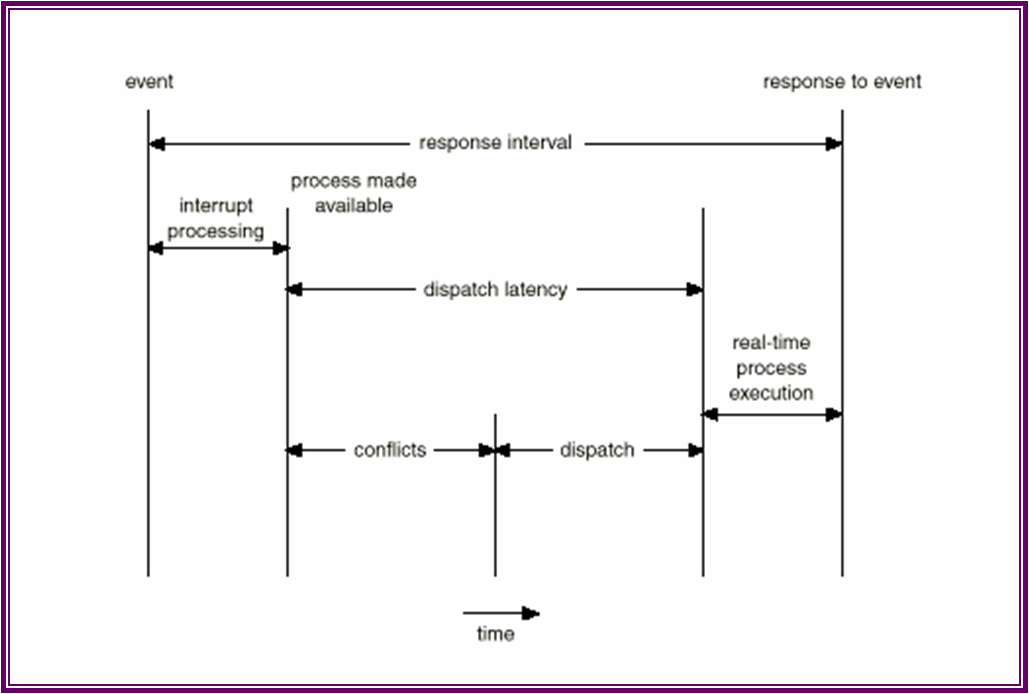 event
response to event
response interval
process made
available
interrupt
processing
dispatch latency
real-time
process
execution
conflicts
dispatch
time